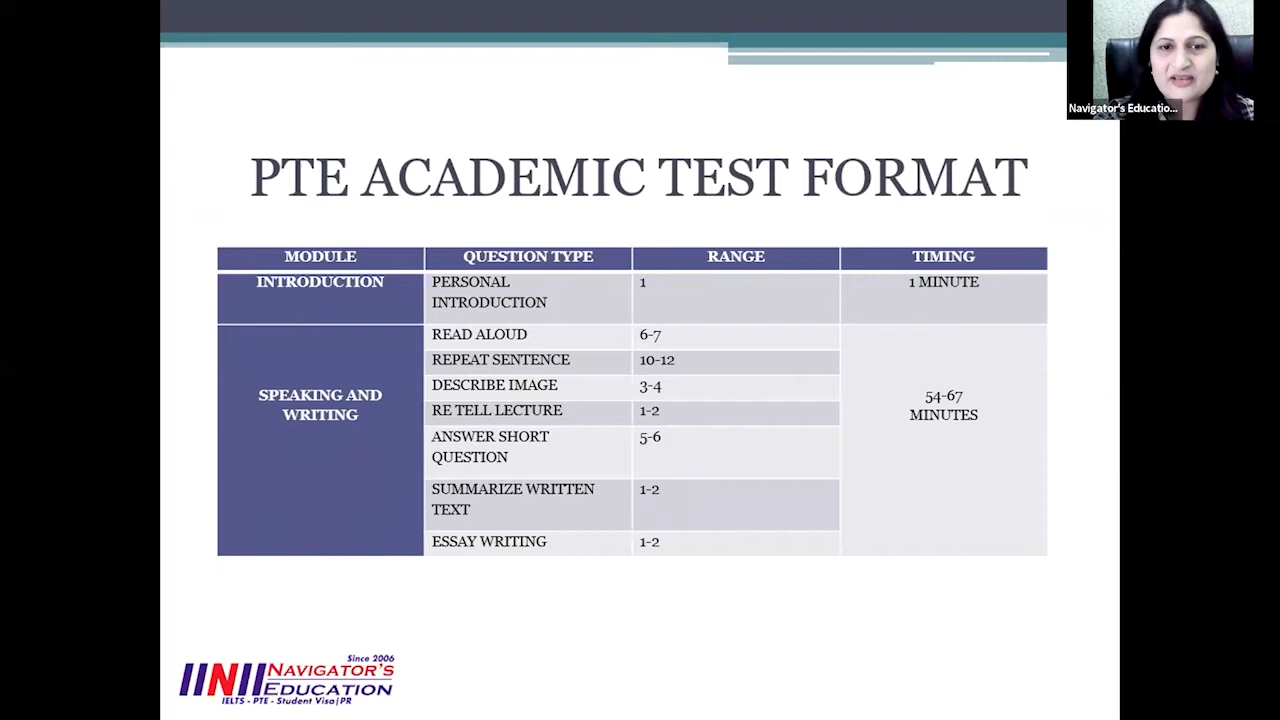 Navigator's Educatio...
PTE ACADEMIC TEST FORMAT
MODULE QUESTION TYPE RANGE TIMING
INTRODUCTION PERSONAL INTRODUCTION 1 1 MINUTE
SPEAKING AND WRITING
READ ALOUD 6-7
REPEAT SENTENCE 10-12
DESCRIBE IMAGE 3-4
RE TELL LECTURE 1-2
ANSWER SHORT QUESTION 5-6
SUMMARIZE WRITTEN TEXT 1-2
ESSAY WRITING 1-2
54-67 MINUTES
Since 2006
NAVIGATOR'S
EDUCATION
IELTS - PTE - Student Visa|PR